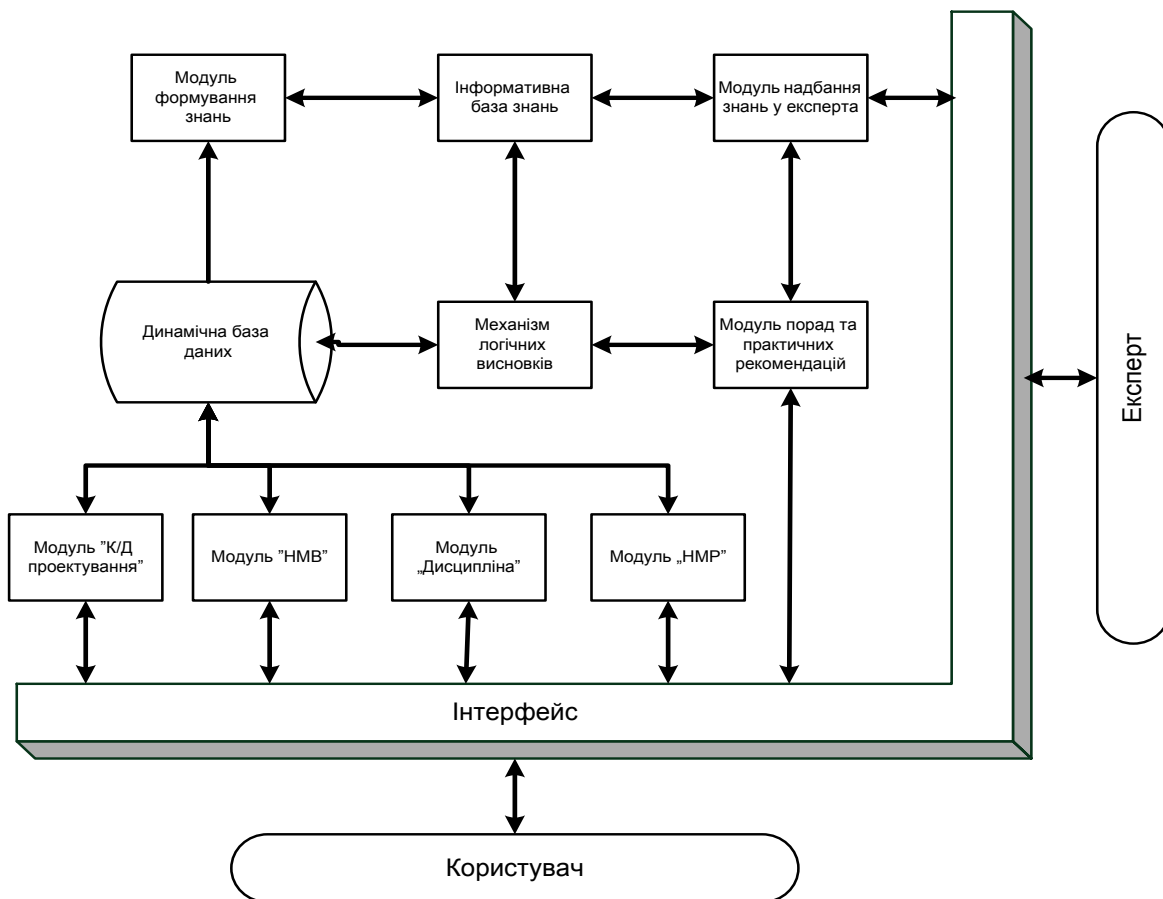 Модуль
формування
знань
Інформативна
база знань
Модуль надбання
знань у експерта
Динамічна база
даних
Механізм
логічних
висновків
Модуль порад та
практичних
рекомендацій
Експерт
Модуль ”К/Д
проектування”
Модуль ”НМВ”
Модуль
„Дисципліна”
Модуль „НМР”
Інтерфейс
Користувач